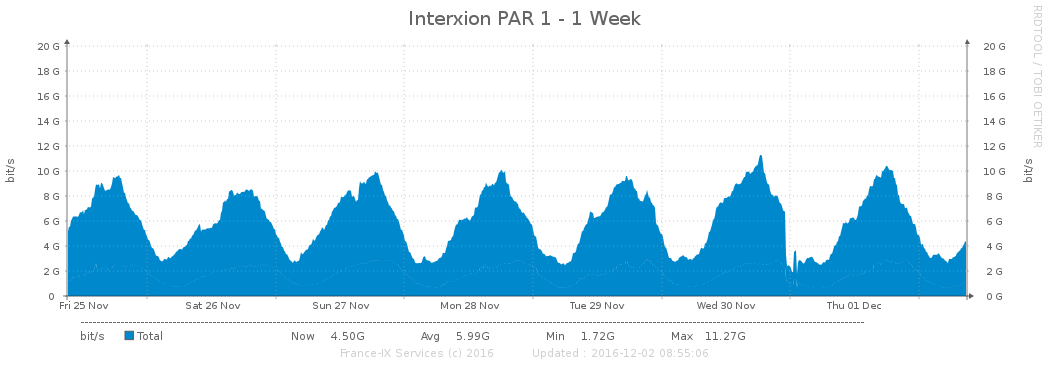 Interxion PAR 1 - 1 Week
RRDTOOL / TOBI OETIKER
20 G 20 G
18 G 18 G
16 G 16 G
14 G 14 G
12 G 12 G
10 G 10 G
8 G 8 G
6 G 6 G
4 G 4 G
2 G 2 G
0 0 G
bit/s bit/s
Fri 25 Nov Sat 26 Nov Sun 27 Nov Mon 28 Nov Tue 29 Nov Wed 30 Nov Thu 01 Dec
bit/s Total Now 4.50G Avg 5.99G Min 1.72G Max 11.27G
France-IX Services (c) 2016 Updated : 2016-12-02 08:55:06